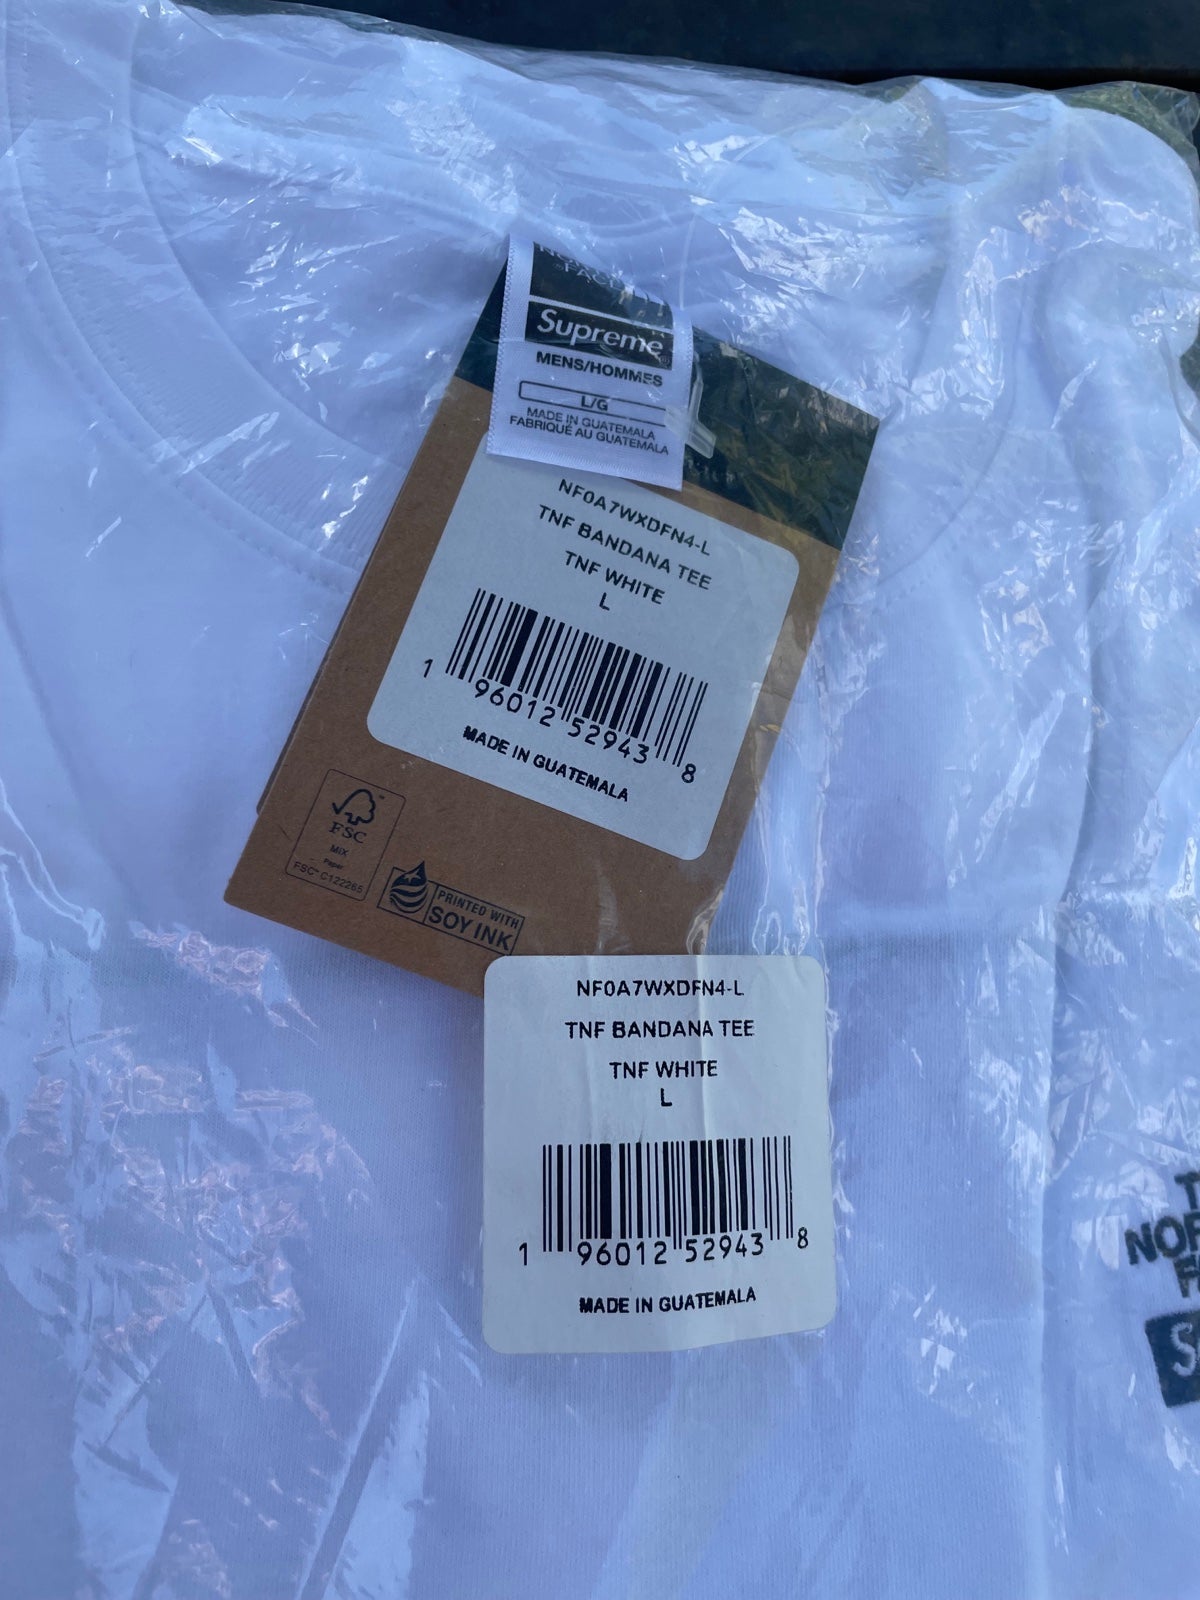 FACE
Supreme
MENS/HOMMES
L/G
MADE IN GUATEMALA
FABRIQUÉ AU GUATEMALA
NF0A7WXDFN4-L
TNF BANDANA TEE
TNF WHITE
L
1 96012 52943 8
MADE IN GUATEMALA
FSC
MIX
Paper
FSC™ C122265
PRINTED WITH
SOY INK
NF0A7WXDFN4-L
TNF BANDANA TEE
TNF WHITE
L
1 96012 52943 8
MADE IN GUATEMALA